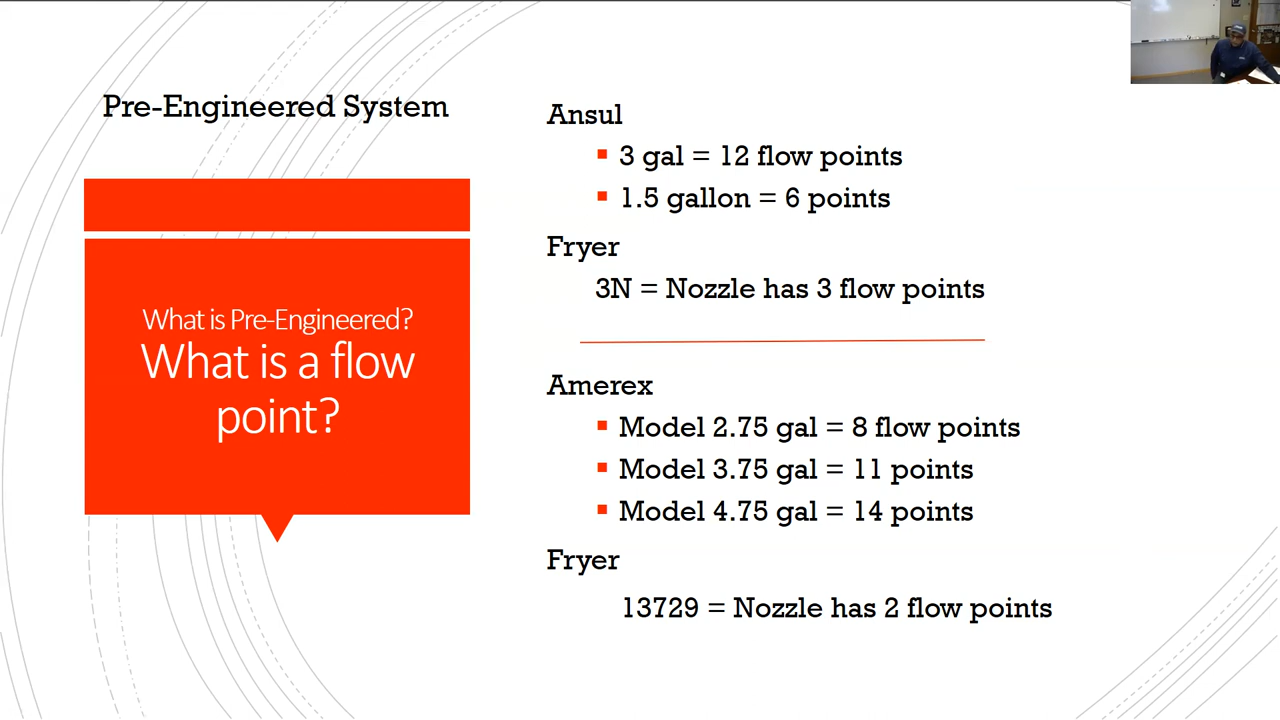 Pre-Engineered System
What is Pre-Engineered?
What is a flow
point?
Ansul
3 gal = 12 flow points
1.5 gallon = 6 points
Fryer
3N = Nozzle has 3 flow points
Amerex
Model 2.75 gal = 8 flow points
Model 3.75 gal = 11 points
Model 4.75 gal = 14 points
Fryer
13729 = Nozzle has 2 flow points